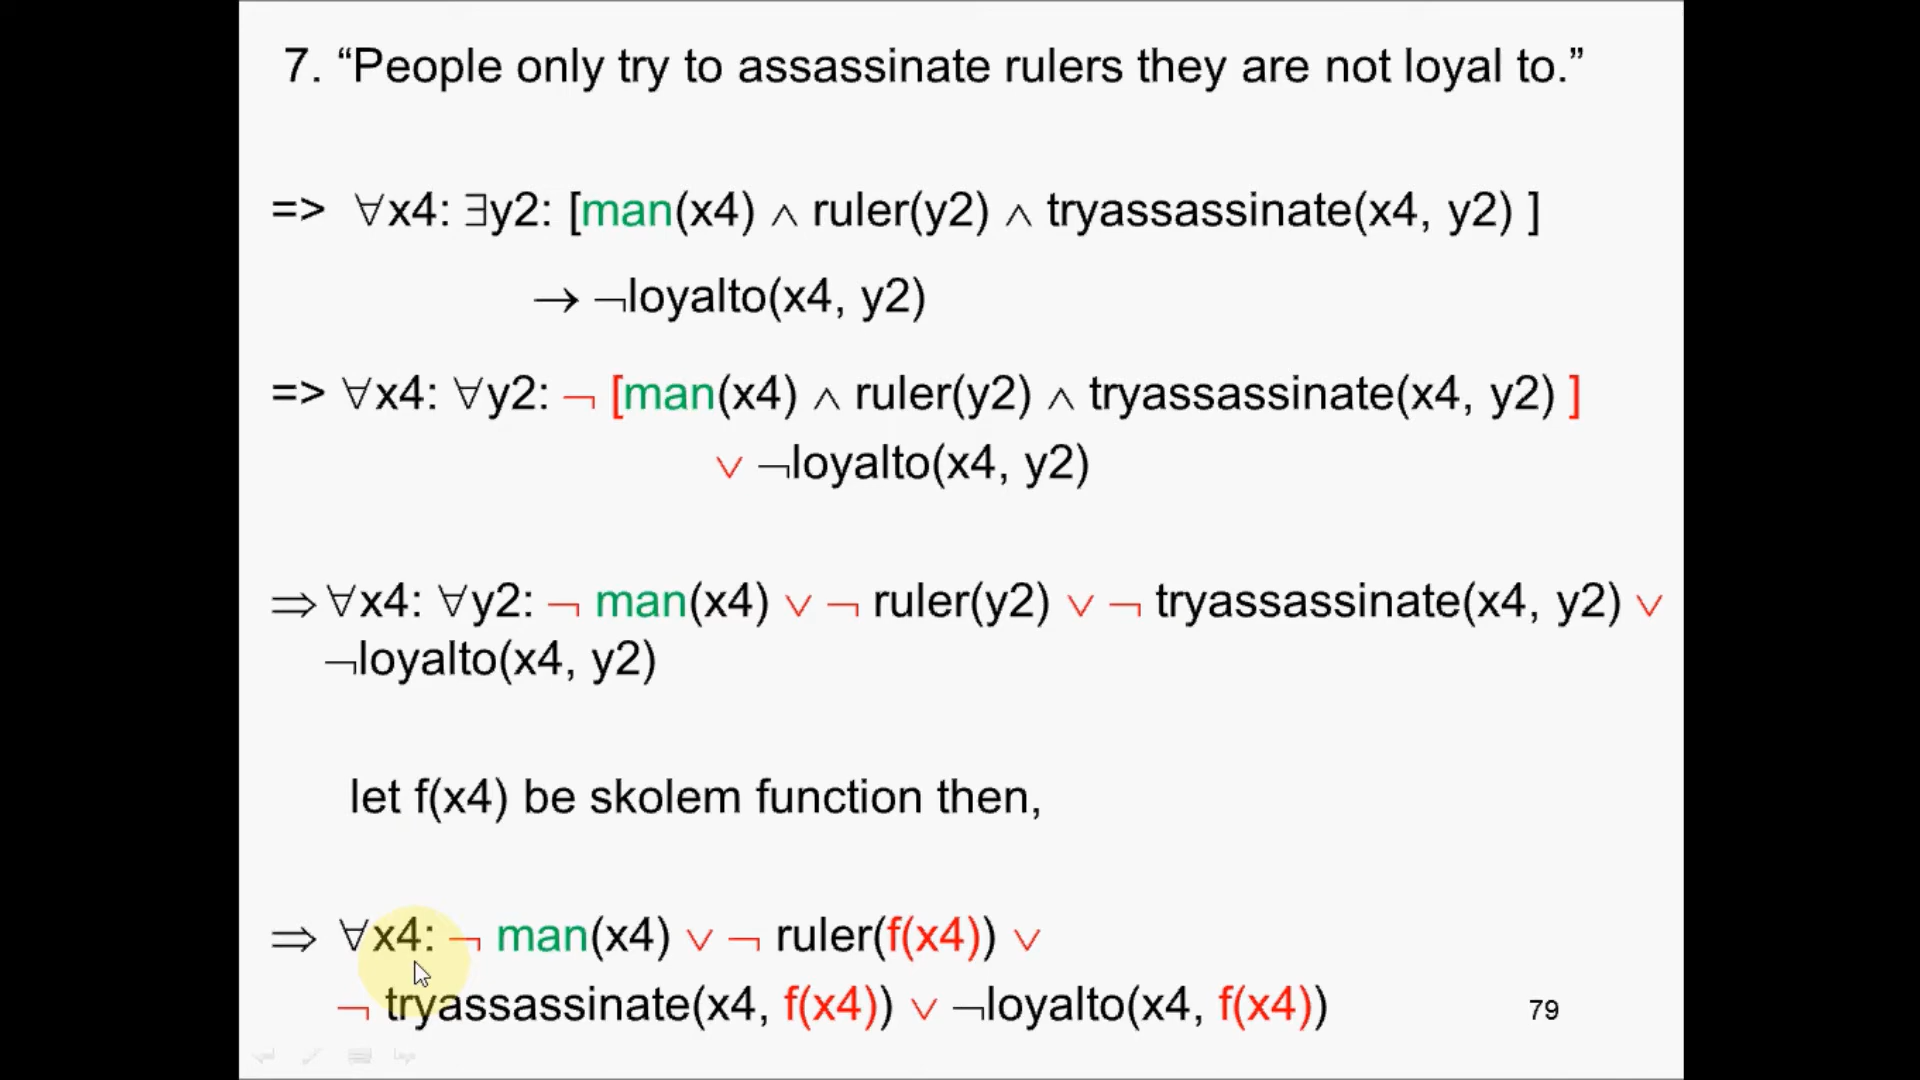 7. “People only try to assassinate rulers they are not loyal to.”
=> ∀x4: ∃y2: [man(x4) ∧ ruler(y2) ∧ tryassassinate(x4, y2) ]
→ ¬loyalto(x4, y2)
=> ∀x4: ∀y2: ¬ [man(x4) ∧ ruler(y2) ∧ tryassassinate(x4, y2) ]
∨ ¬loyalto(x4, y2)
⇒ ∀x4: ∀y2: ¬ man(x4) ∨ ¬ ruler(y2) ∨ ¬ tryassassinate(x4, y2) ∨
¬loyalto(x4, y2)
let f(x4) be skolem function then,
⇒ ∀x4: ¬ man(x4) ∨ ¬ ruler(f(x4)) ∨
¬ tryassassinate(x4, f(x4)) ∨ ¬loyalto(x4, f(x4))
79